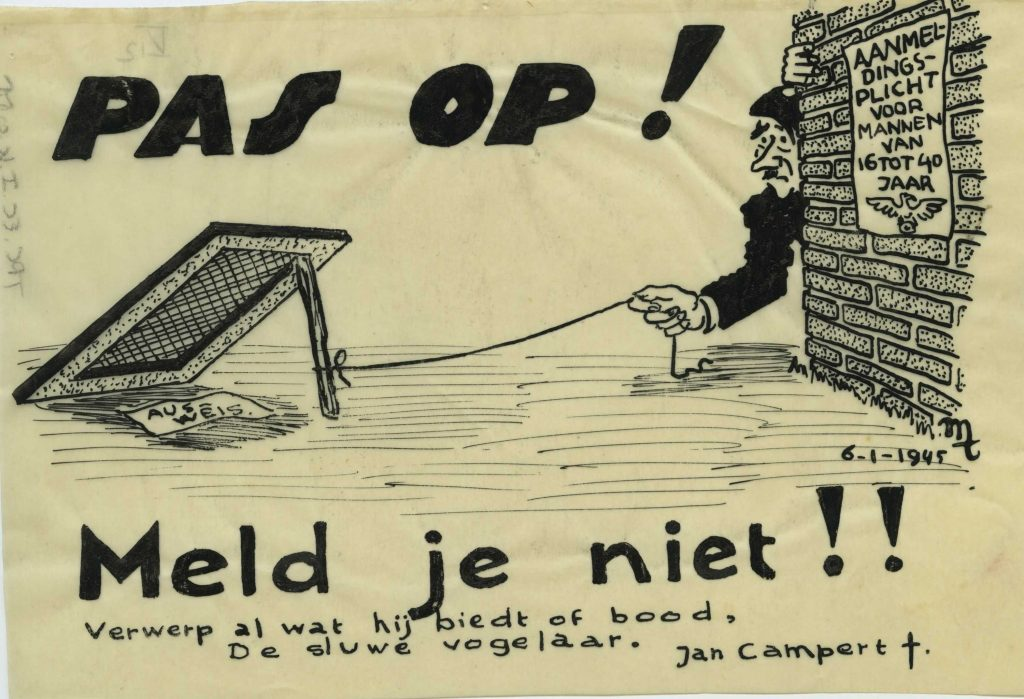 PAS OP!
AANMEL-
DINGS-
PLICHT
VOOR
MANNEN
VAN
16 TOT 40
JAAR
AUSWEIS.
6-1-1945
Meld je niet!!
Verwerp al wat hij biedt of bood,
De sluwe vogelaar.
Jan Campert †.